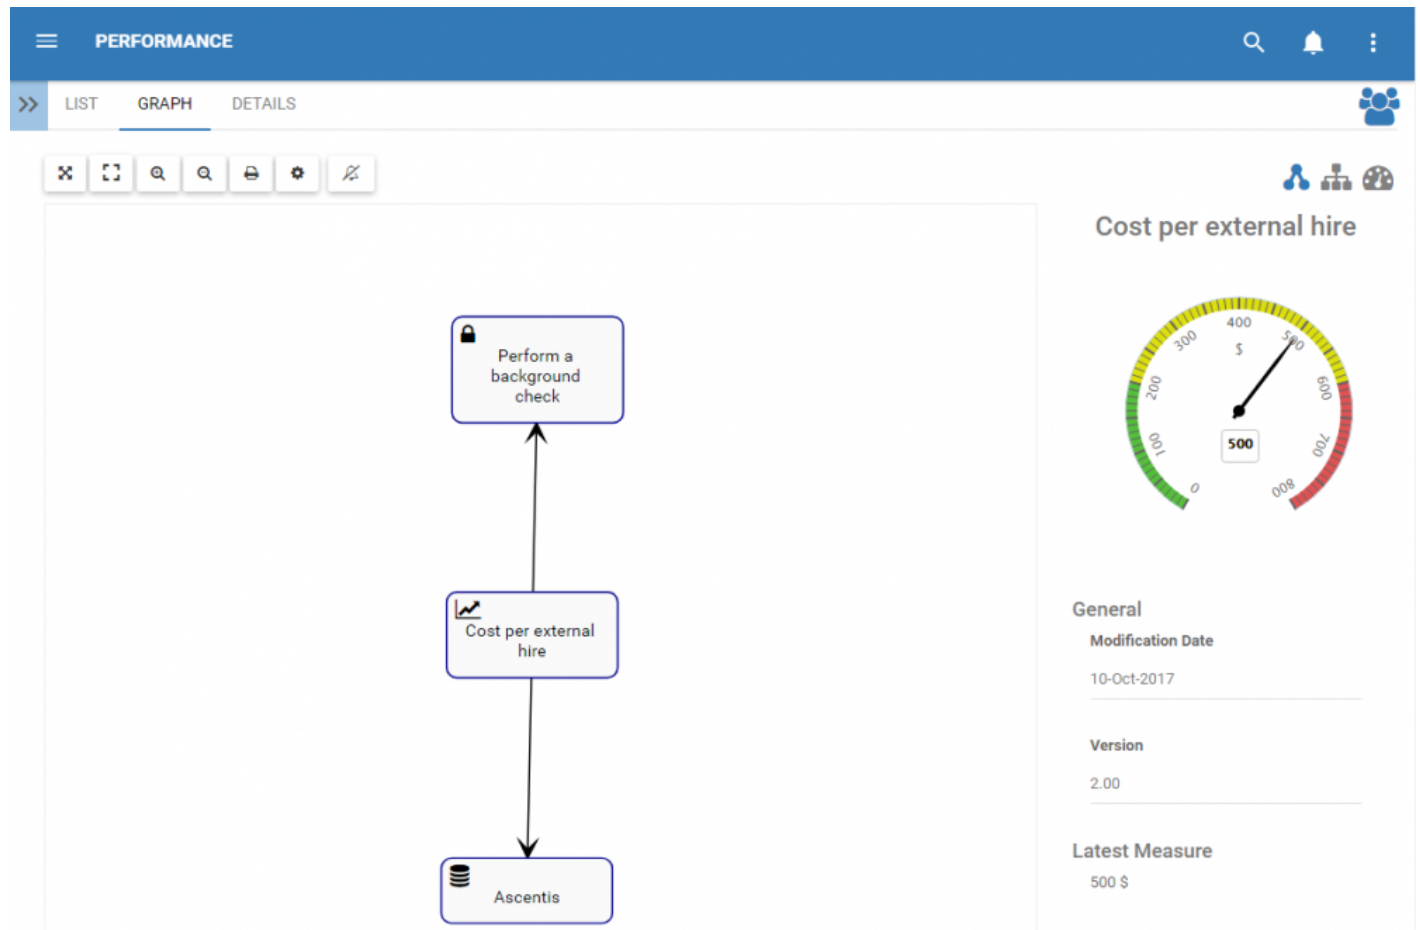 PERFORMANCE
LIST GRAPH DETAILS
Cost per external hire
Perform a
background
check
Cost per external
hire
Ascentis
0
100
200
300
400
500
600
700
800
$
500
General
Modification Date
10-Oct-2017
Version
2.00
Latest Measure
500 $